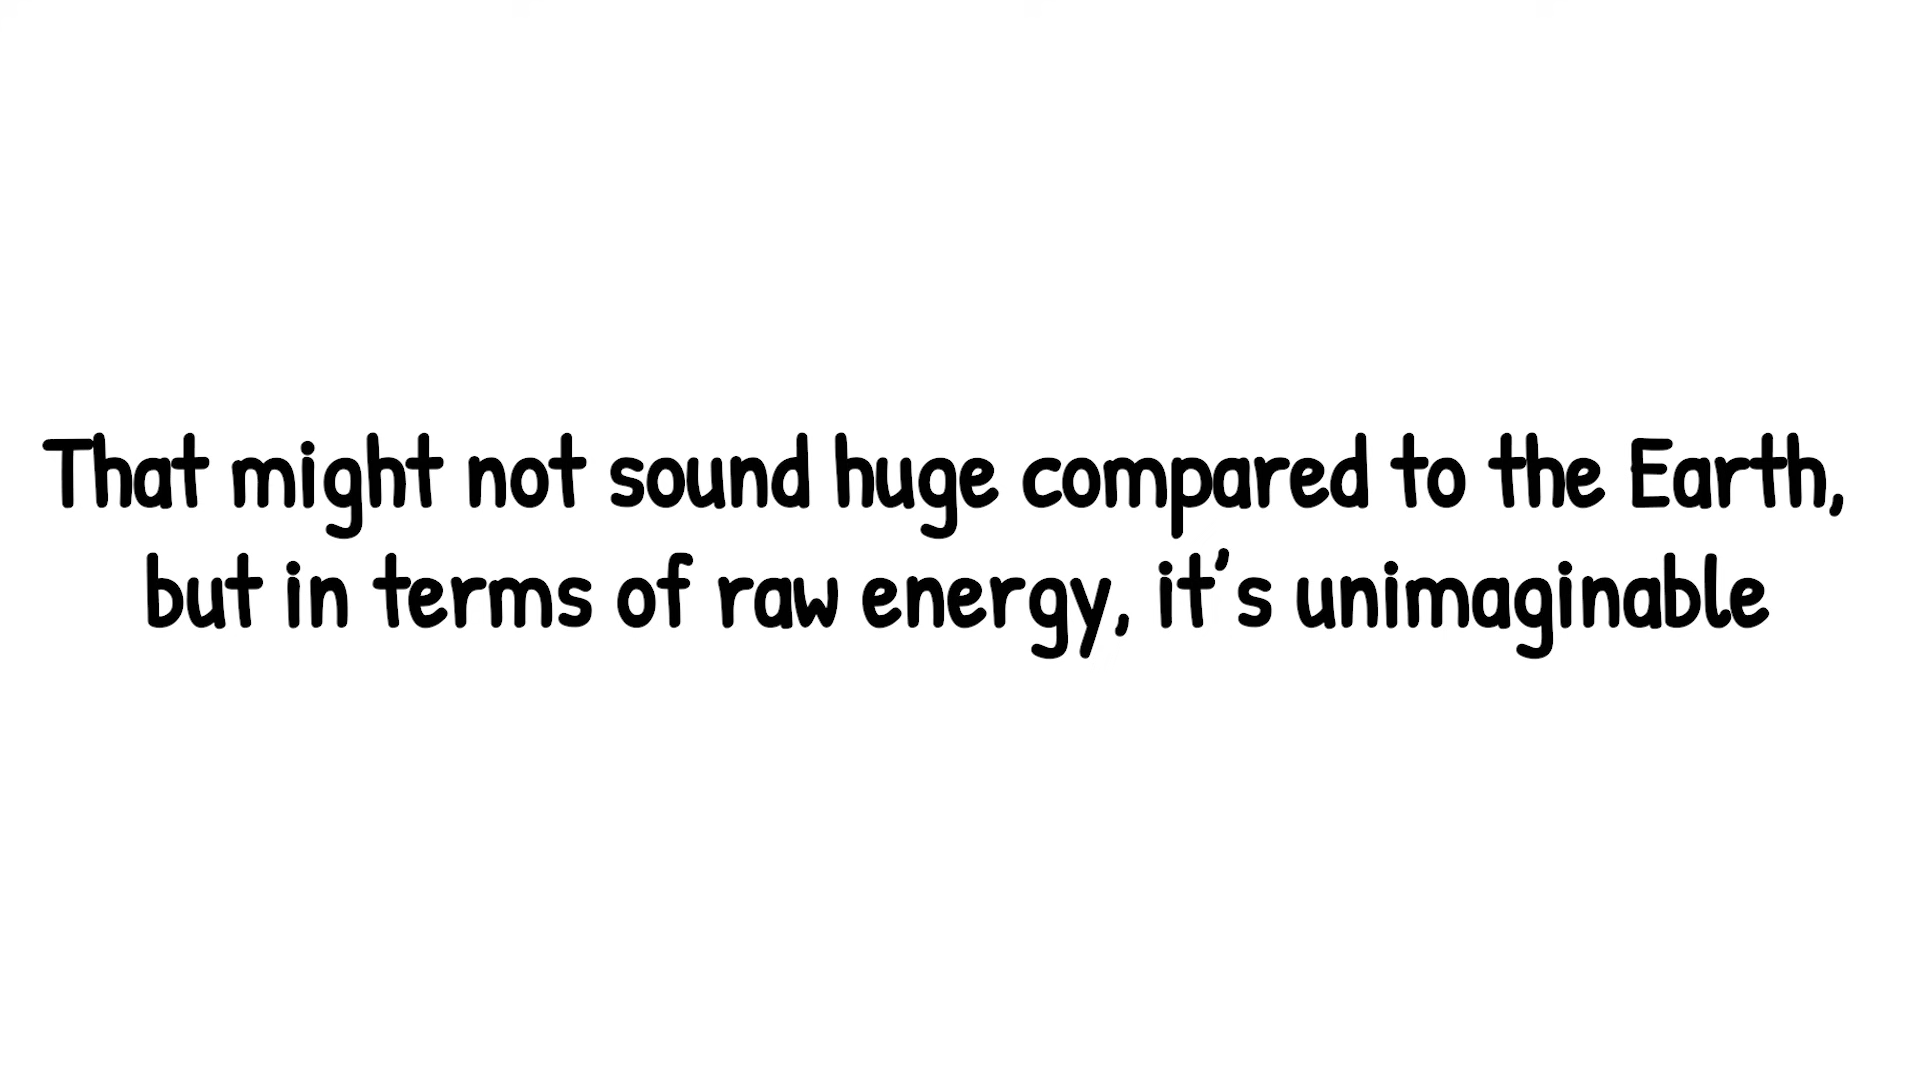 That might not sound huge compared to the Earth,
but in terms of raw energy, it's unimaginable